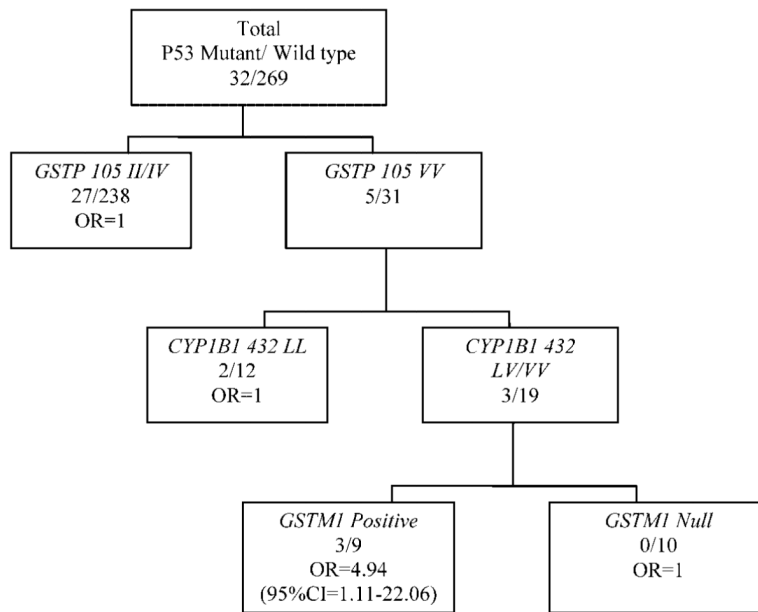 Total
P53 Mutant/ Wild type
32/269
GSTP 105 II/IV
27/238
OR=1
GSTP 105 VV
5/31
CYP1B1 432 LL
2/12
OR=1
CYP1B1 432
LV/VV
3/19
GSTM1 Positive
3/9
OR=4.94
(95%CI=1.11-22.06)
GSTM1 Null
0/10
OR=1